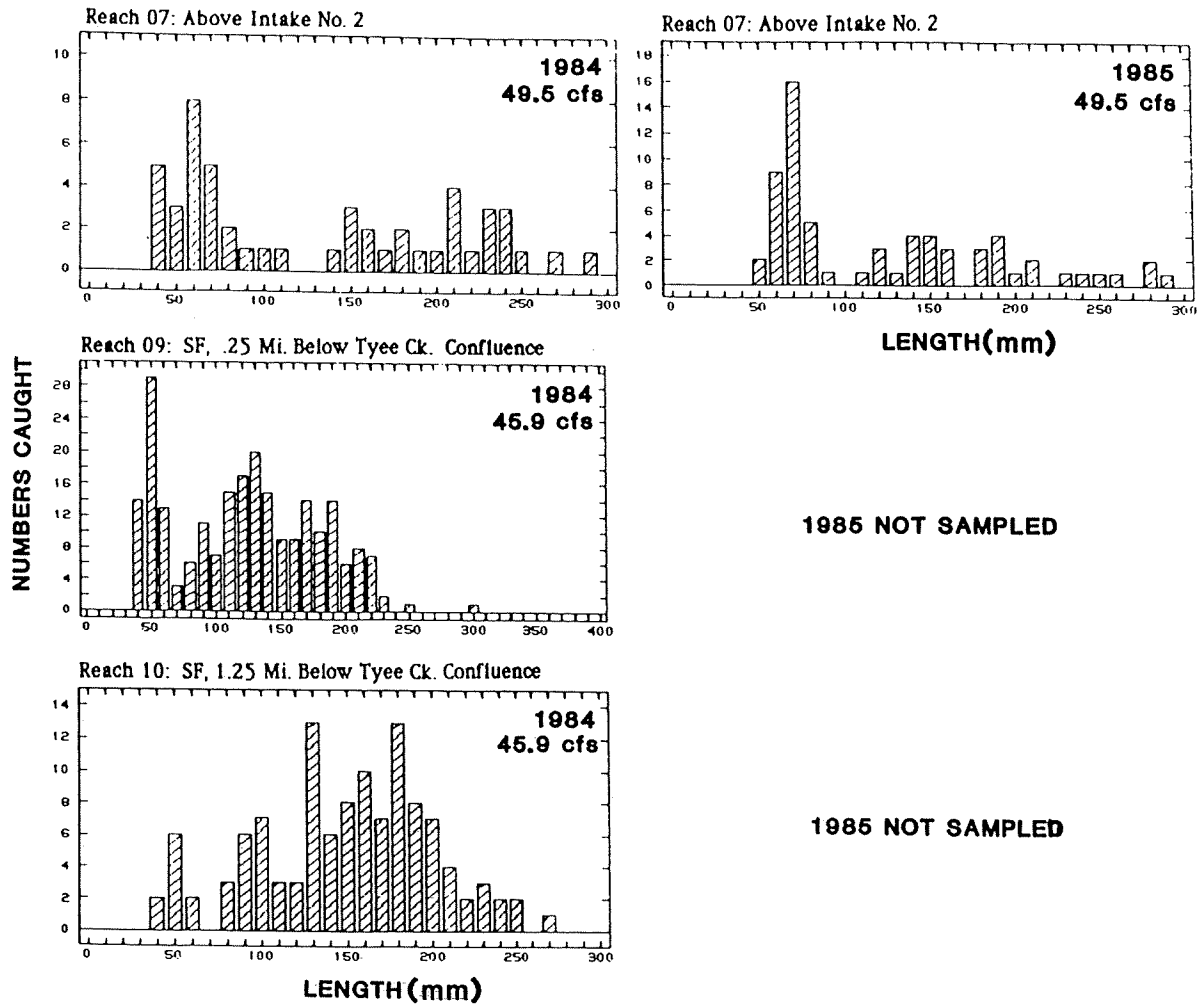 Reach 07: Above Intake No. 2
1984
49.5 cfs
10
8
6
4
2
0
0 50 100 150 200 250 300
Reach 07: Above Intake No. 2
1985
49.5 cfs
18
16
14
12
10
8
6
4
2
0
0 50 100 150 200 250 300
LENGTH(mm)
NUMBERS CAUGHT
Reach 09: SF, .25 Mi. Below Tyee Ck. Confluence
1984
45.9 cfs
28
24
20
16
12
8
4
0
0 50 100 150 200 250 300 350 400
1985 NOT SAMPLED
Reach 10: SF, 1.25 Mi. Below Tyee Ck. Confluence
1984
45.9 cfs
14
12
10
8
6
4
2
0
0 50 100 150 200 250 300
1985 NOT SAMPLED
LENGTH(mm)